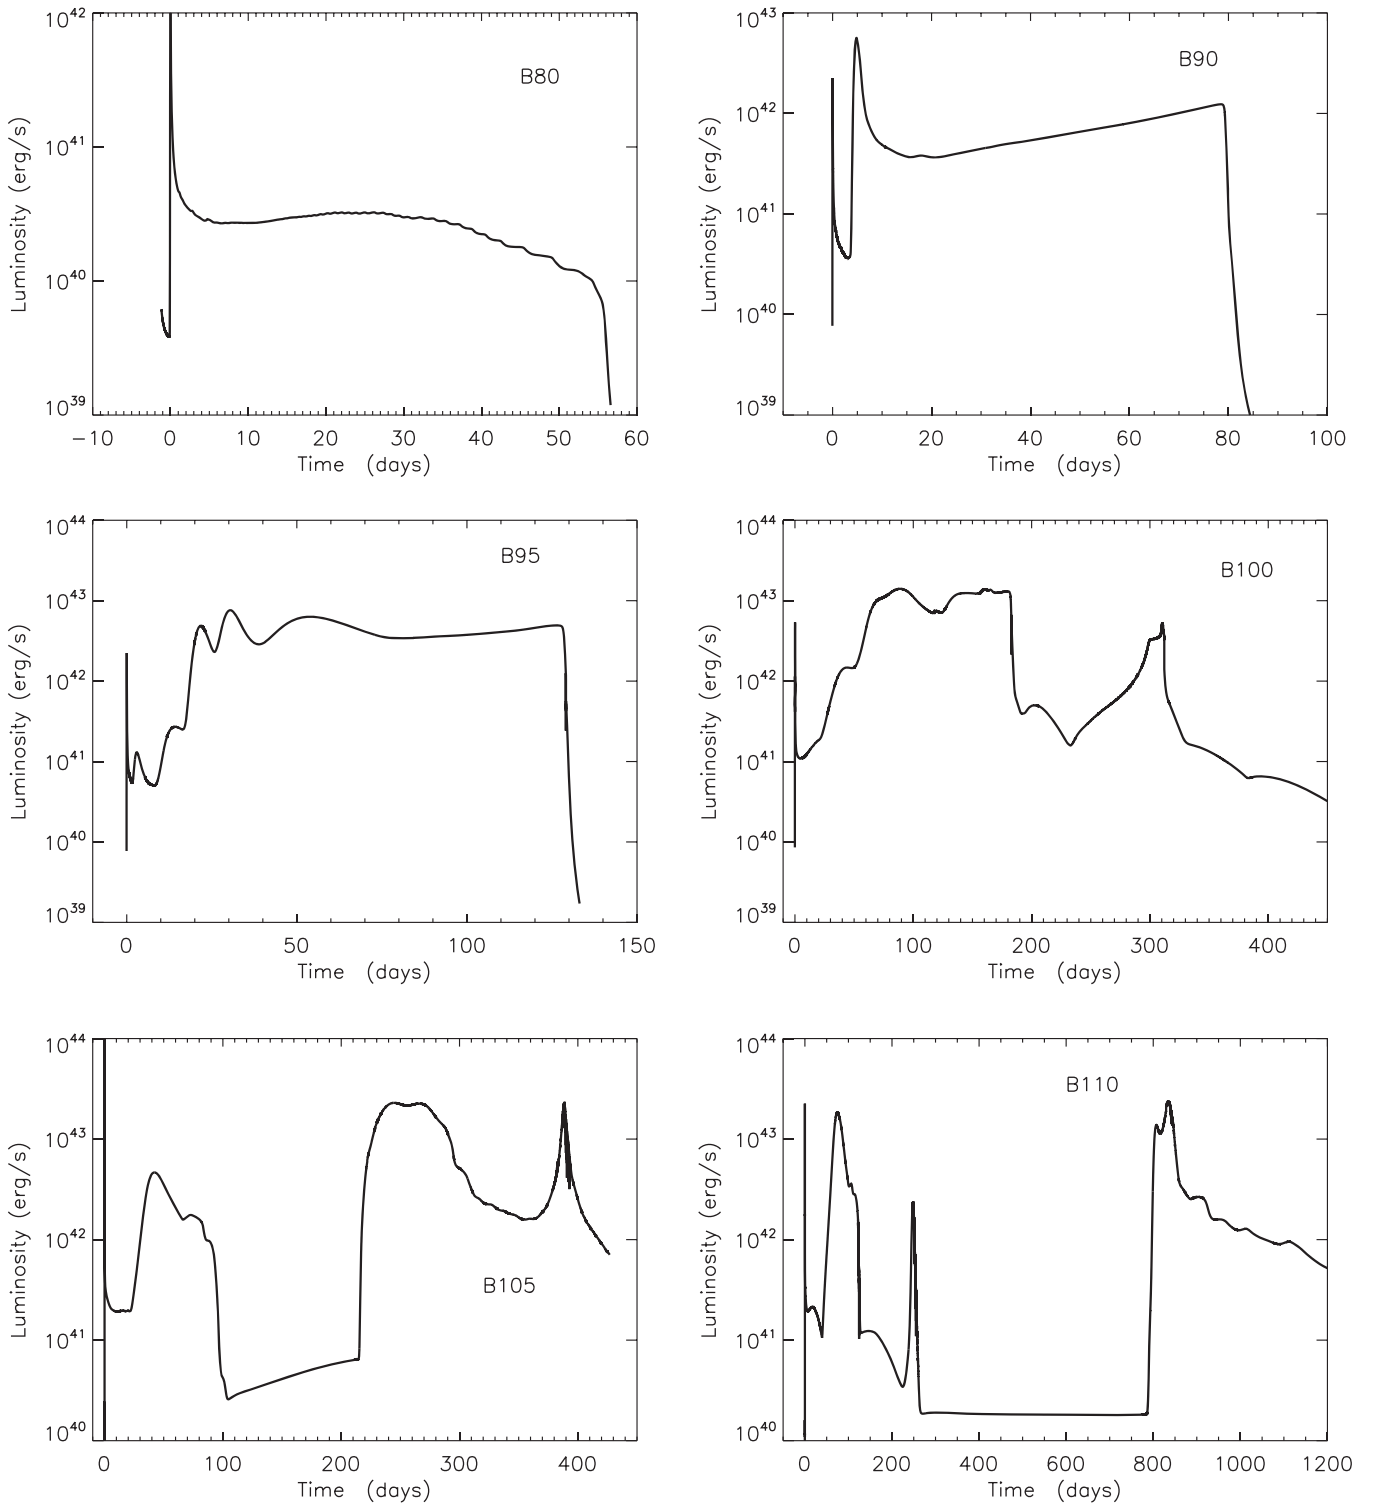 10^42
B80
10^41
Luminosity (erg/s)
10^40
10^39
−10 0 10 20 30 40 50 60
Time (days)
10^43
B90
10^42
Luminosity (erg/s)
10^41
10^40
10^39
0 20 40 60 80 100
Time (days)
10^44
B95
10^43
10^42
Luminosity (erg/s)
10^41
10^40
10^39
0 50 100 150
Time (days)
10^44
B100
10^43
10^42
Luminosity (erg/s)
10^41
10^40
10^39
0 100 200 300 400
Time (days)
10^44
10^43
Luminosity (erg/s)
10^42
B105
10^41
10^40
0 100 200 300 400
Time (days)
10^44
B110
10^43
Luminosity (erg/s)
10^42
10^41
10^40
0 200 400 600 800 1000 1200
Time (days)